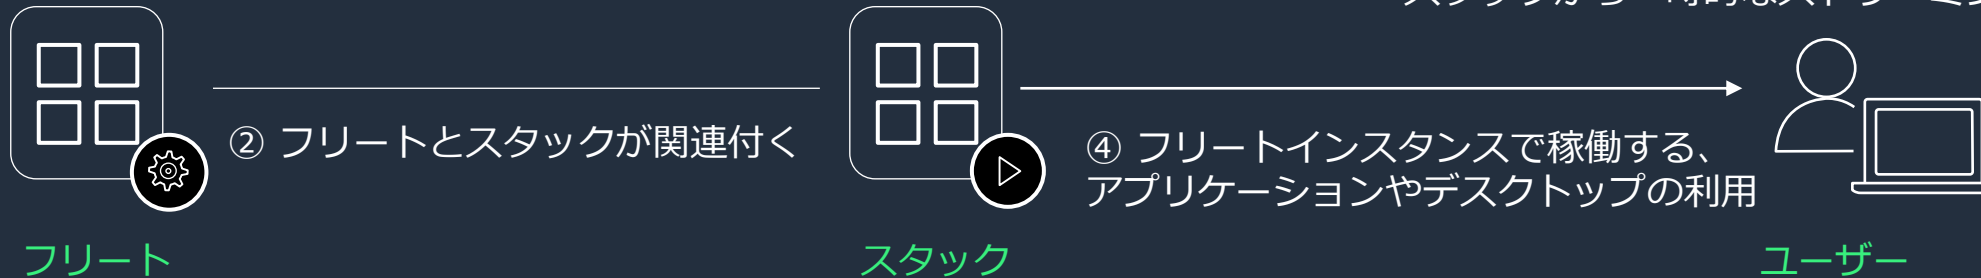 ② フリートとスタックが関連付く
④ フリートインスタンスで稼働する、
アプリケーションやデスクトップの利用
フリート
スタック
ユーザー